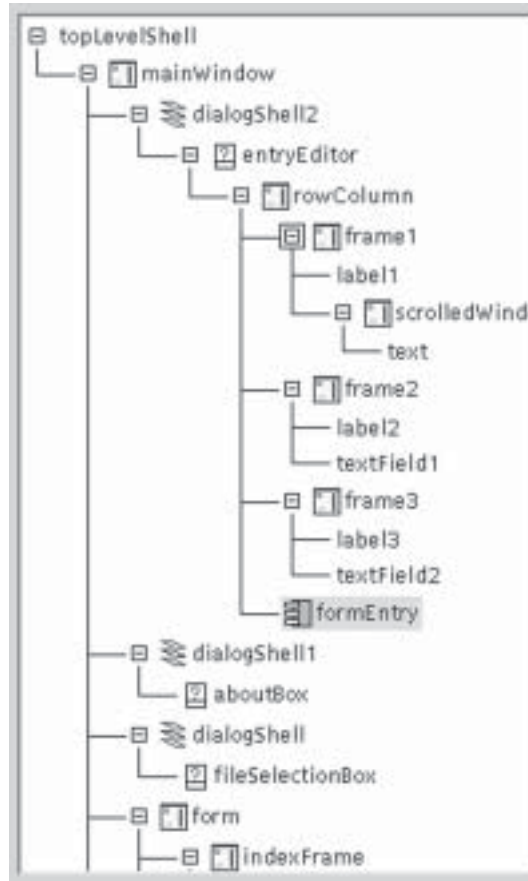 topLevelShell
mainWindow
dialogShell2
entryEditor
rowColumn
frame1
label1
scrolledWind
text
frame2
label2
textField1
frame3
label3
textField2
formEntry
dialogShell1
aboutBox
dialogShell
fileSelectionBox
form
indexFrame